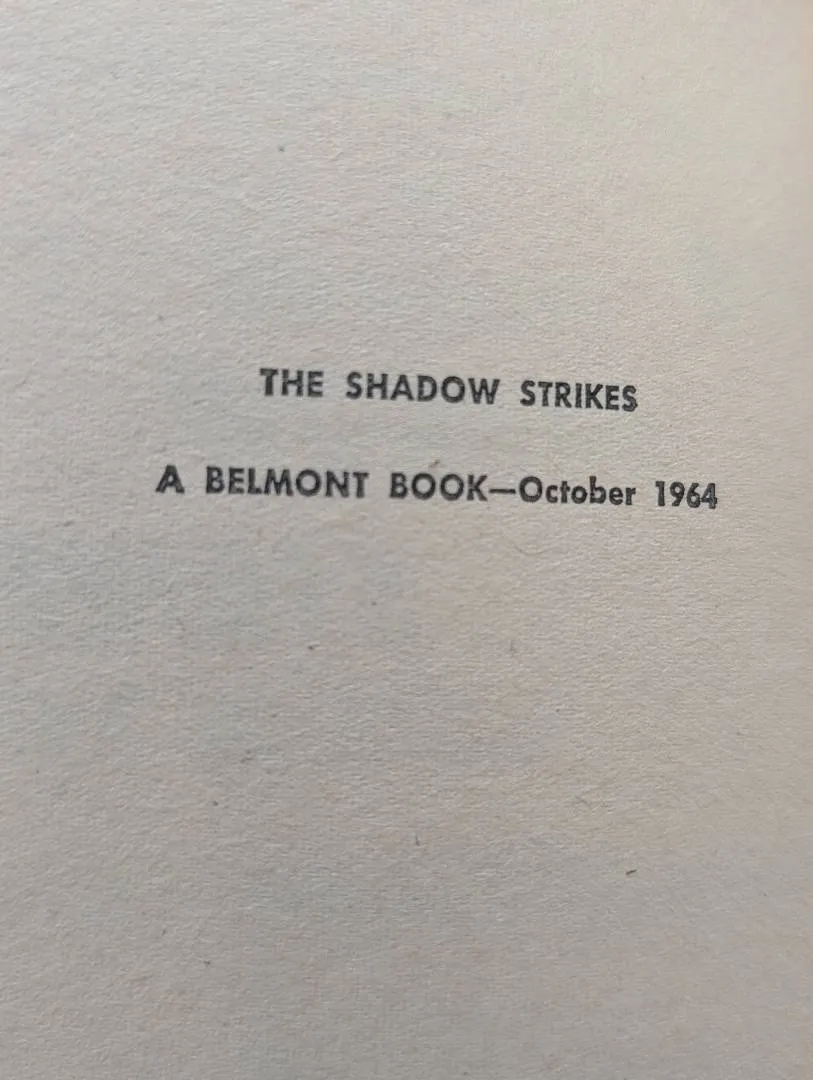 THE SHADOW STRIKES
A BELMONT BOOK—October 1964